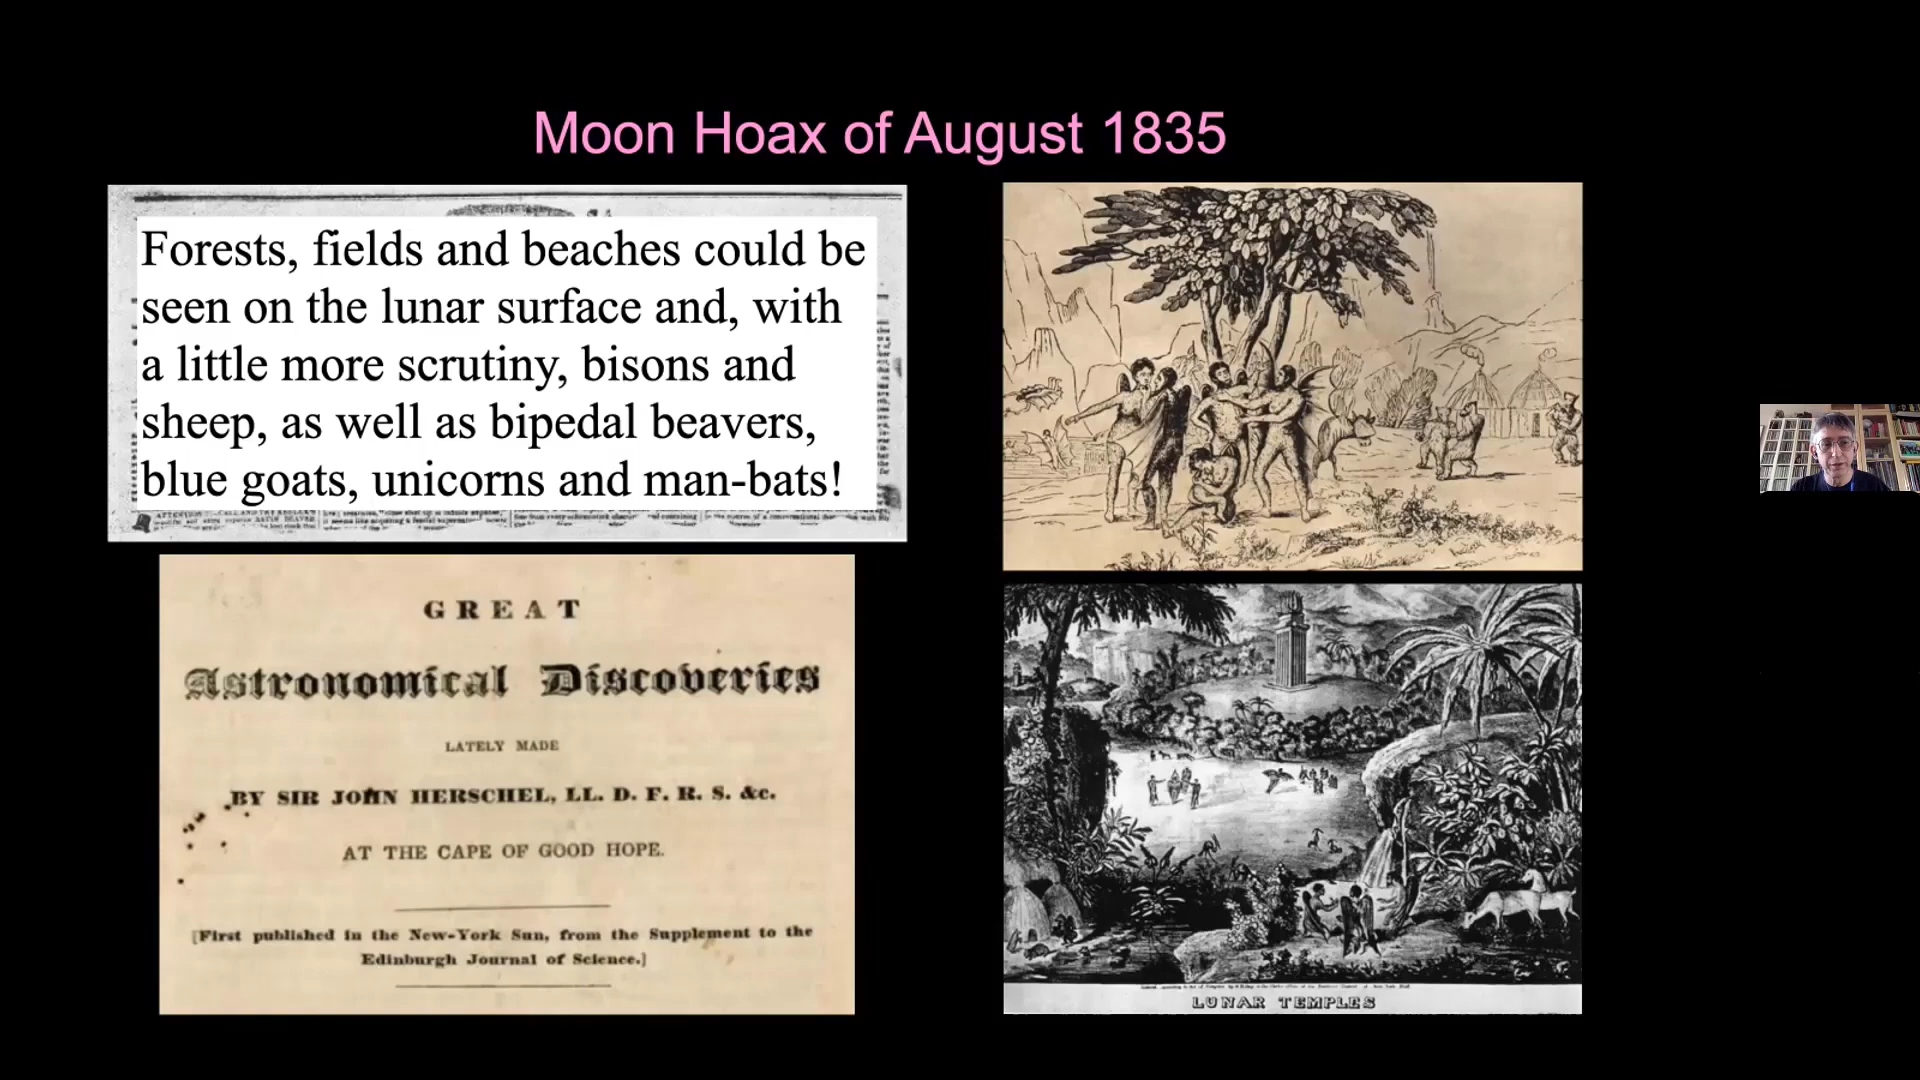 Moon Hoax of August 1835
Forests, fields and beaches could be
seen on the lunar surface and, with
a little more scrutiny, bisons and
sheep, as well as bipedal beavers,
blue goats, unicorns and man-bats!
GREAT
Astronomical Discoveries
LATELY MADE
BY SIR JOHN HERSCHEL, LL. D. F. R. S. &c.
AT THE CAPE OF GOOD HOPE.
[First published in the New-York Sun, from the Supplement to the
Edinburgh Journal of Science.]
LUNAR TEMPLES